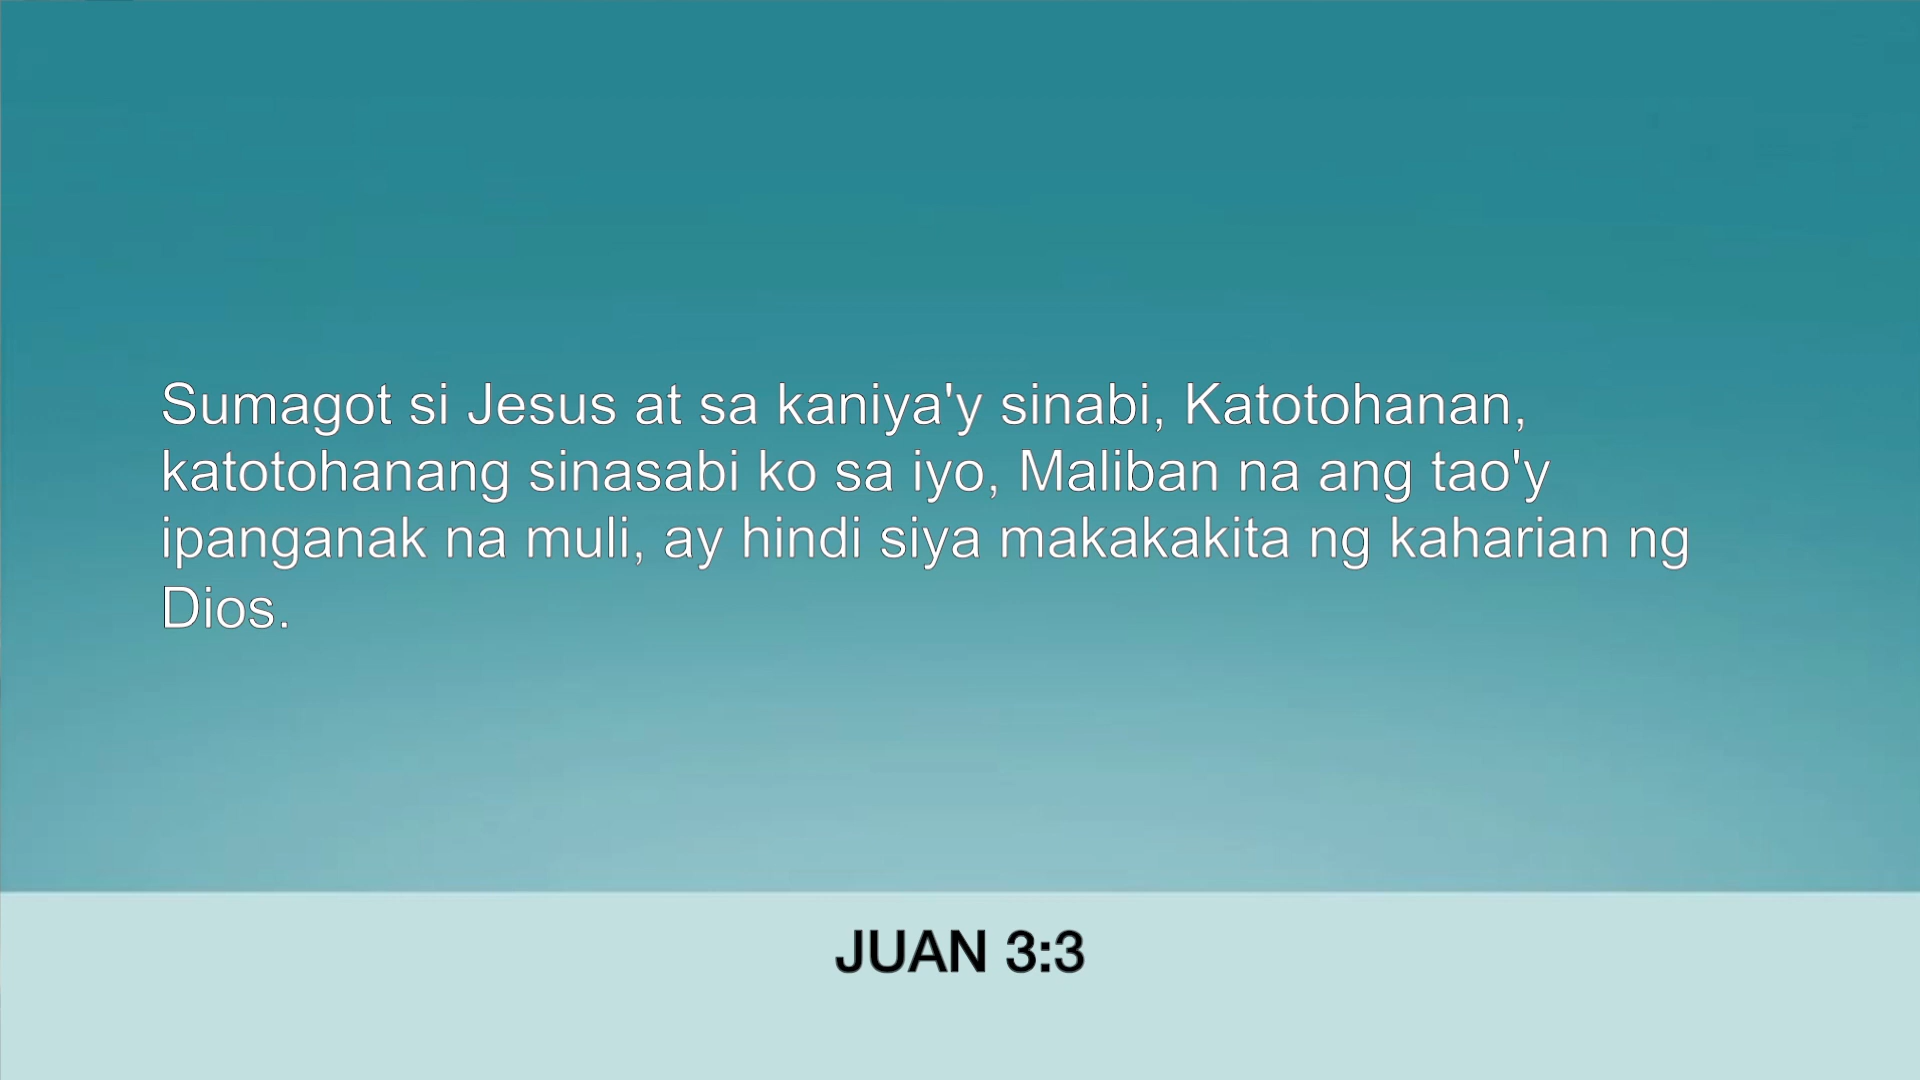 Sumagot si Jesus at sa kaniya'y sinabi, Katotohanan,
katotohanang sinasabi ko sa iyo, Maliban na ang tao'y
ipanganak na muli, ay hindi siya makakakita ng kaharian ng
Dios.
JUAN 3:3